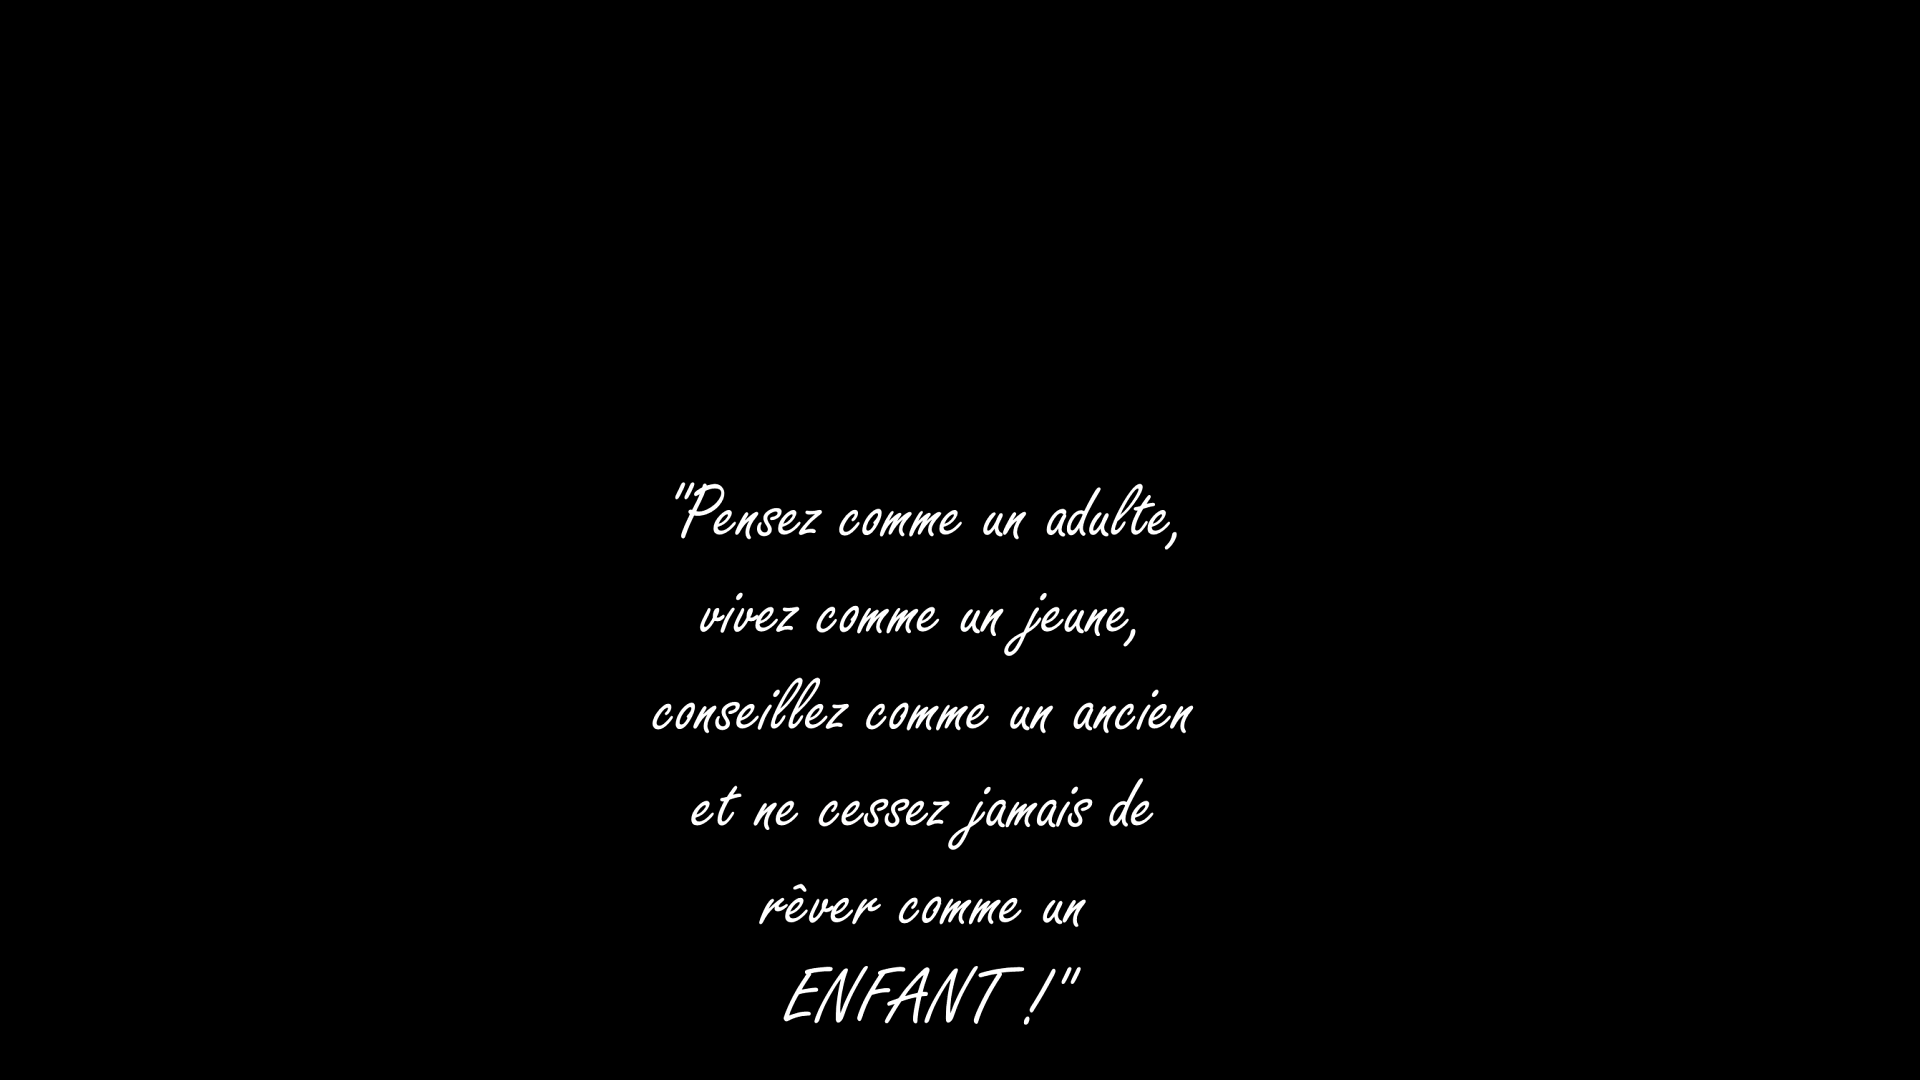 "Pensez comme un adulte,
vivez comme un jeune,
conseillez comme un ancien
et ne cessez jamais de
rêver comme un
ENFANT !"